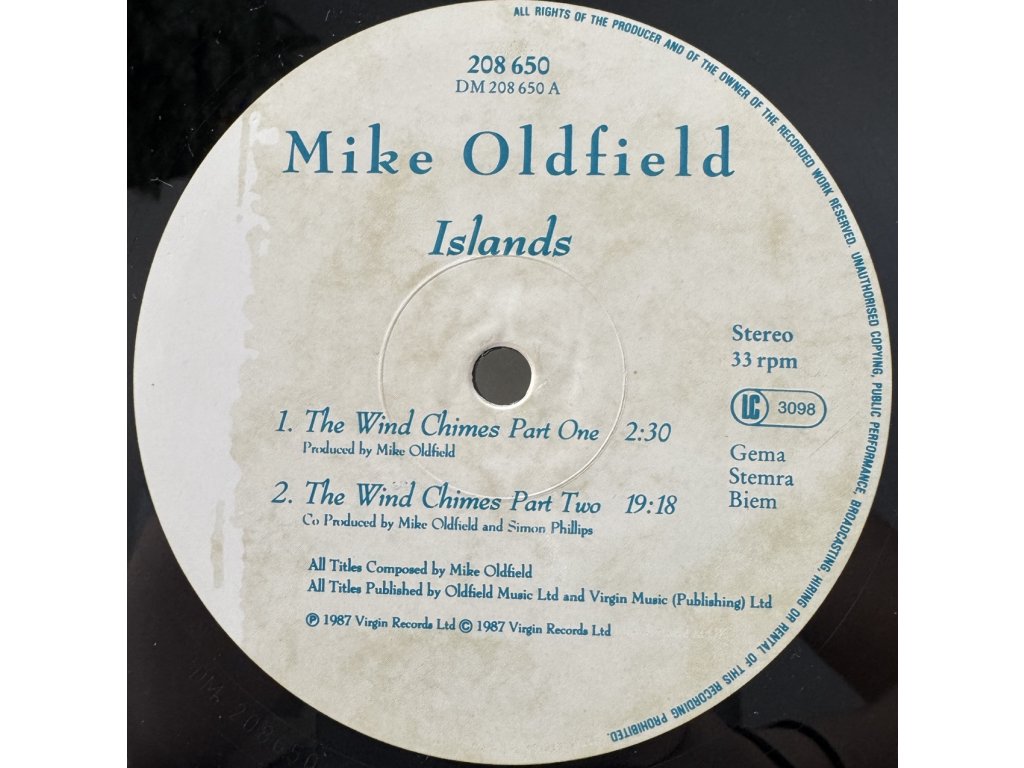 ALL RIGHTS OF THE PRODUCER AND OF THE OWNER OF THE RECORDED WORK RESERVED. UNAUTHORISED COPYING, PUBLIC PERFORMANCE, BROADCASTING, HIRING OR RENTAL OF THIS RECORDING PROHIBITED.
208 650
DM 208 650 A
Mike Oldfield
Islands
Stereo
33 rpm
LC 3098
1. The Wind Chimes Part One 2:30
Produced by Mike Oldfield
Gema
Stemra
Biem
2. The Wind Chimes Part Two 19:18
Co Produced by Mike Oldfield and Simon Phillips
All Titles Composed by Mike Oldfield
All Titles Published by Oldfield Music Ltd and Virgin Music (Publishing) Ltd
℗ 1987 Virgin Records Ltd © 1987 Virgin Records Ltd